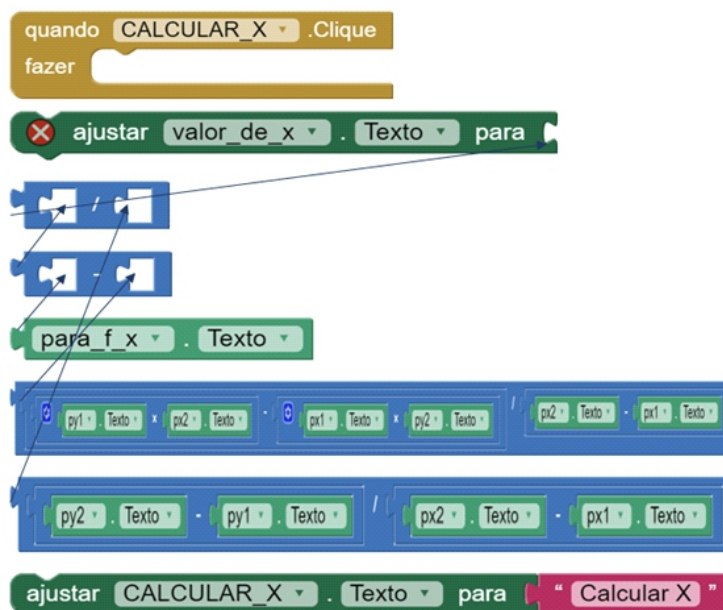 quando CALCULAR_X .Clique
fazer
ajustar valor_de_x . Texto para
/
-
para_f_x . Texto
py1 . Texto x px2 . Texto - px1 . Texto x py2 . Texto / px2 . Texto - px1 . Texto
py2 . Texto - py1 . Texto / px2 . Texto - px1 . Texto
ajustar CALCULAR_X . Texto para “ Calcular X ”